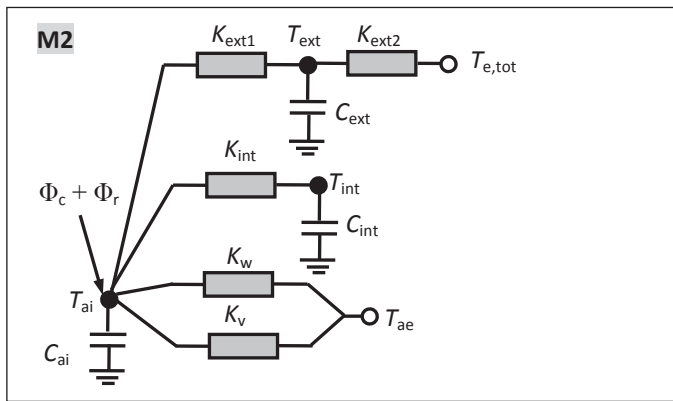 M2
K_ext1 T_ext K_ext2
T_e,tot
C_ext
K_int
T_int
Φ_c + Φ_r
C_int
K_w
T_ai
T_ae
K_v
C_ai